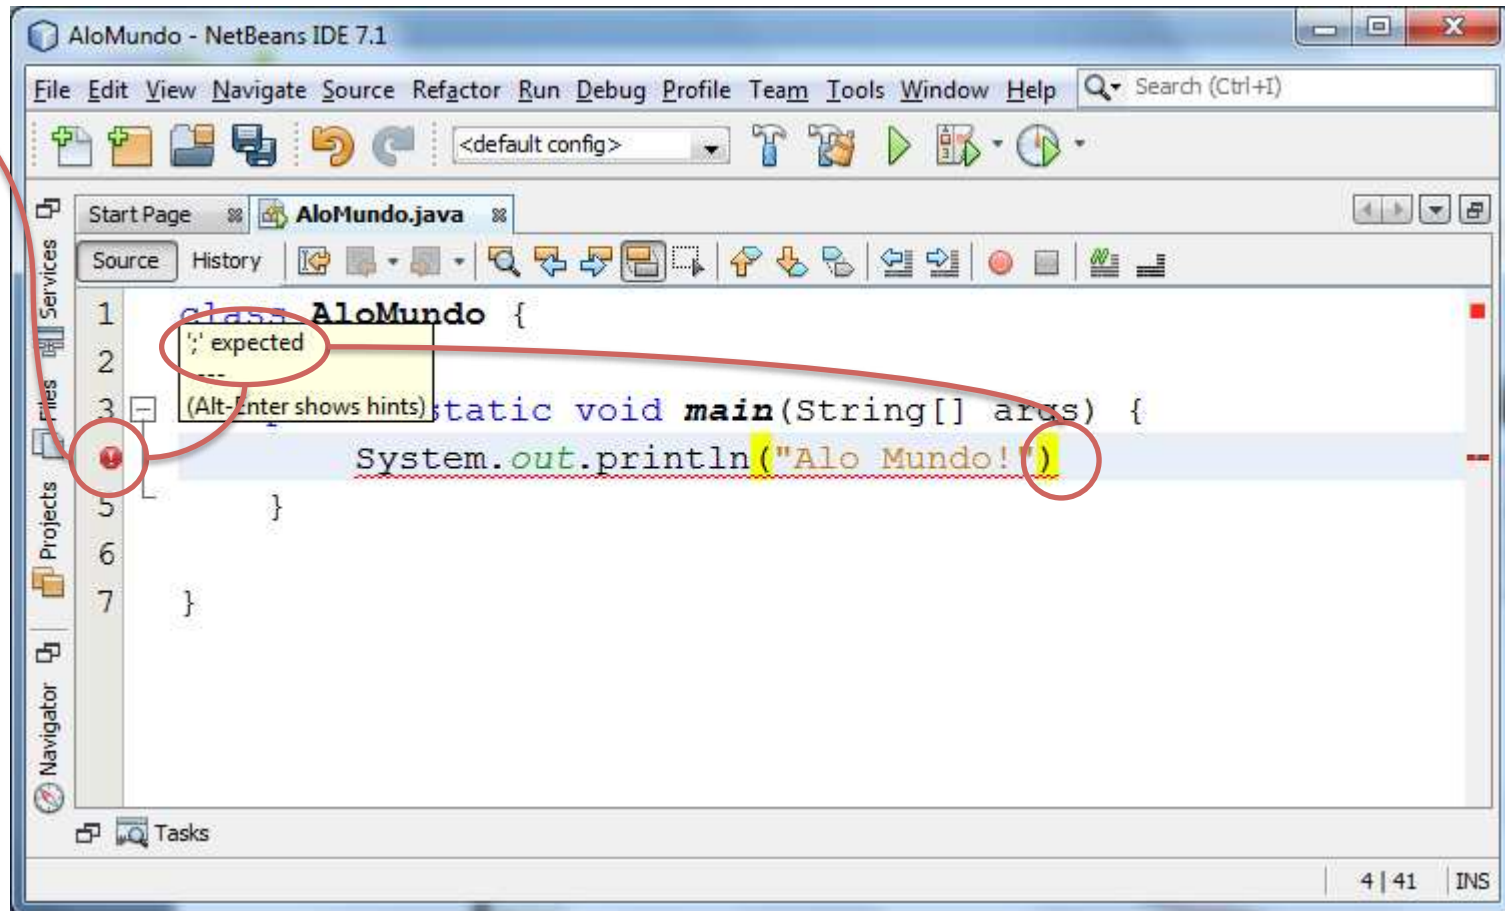 AloMundo - NetBeans IDE 7.1
File Edit View Navigate Source Refactor Run Debug Profile Team Tools Window Help Search (Ctrl+I)
<default config>
Start Page AloMundo.java
Source History
Services
Files
Projects
Navigator
1 class AloMundo {
2
';' expected
----
(Alt-Enter shows hints)
3 static void main(String[] args) {
System.out.println("Alo Mundo!")
5 }
6
7 }
Tasks
4 | 41 INS